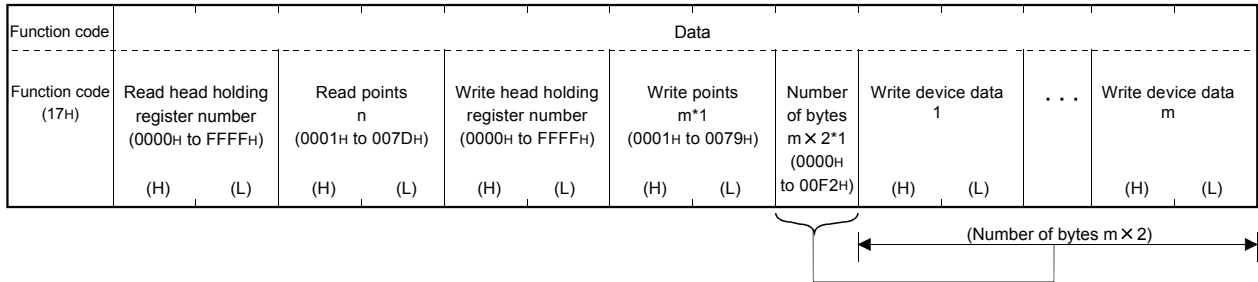 Function code
Data
Function code
(17H)
Read head holding
register number
(0000H to FFFFH)
(H) (L)
Read points
n
(0001H to 007DH)
(H) (L)
Write head holding
register number
(0000H to FFFFH)
(H) (L)
Write points
m*1
(0001H to 0079H)
(H) (L)
Number
of bytes
m × 2*1
(0000H
to 00F2H)
Write device data
1
(H) (L)
· · ·
Write device data
m
(H) (L)
(Number of bytes m × 2)